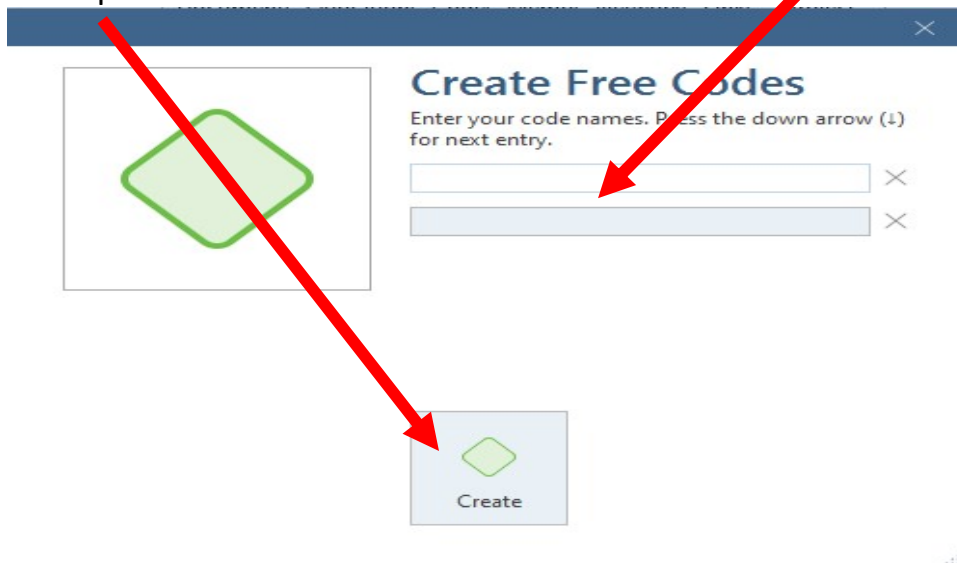 Create Free Codes
Enter your code names. Press the down arrow (↓)
for next entry.
Create